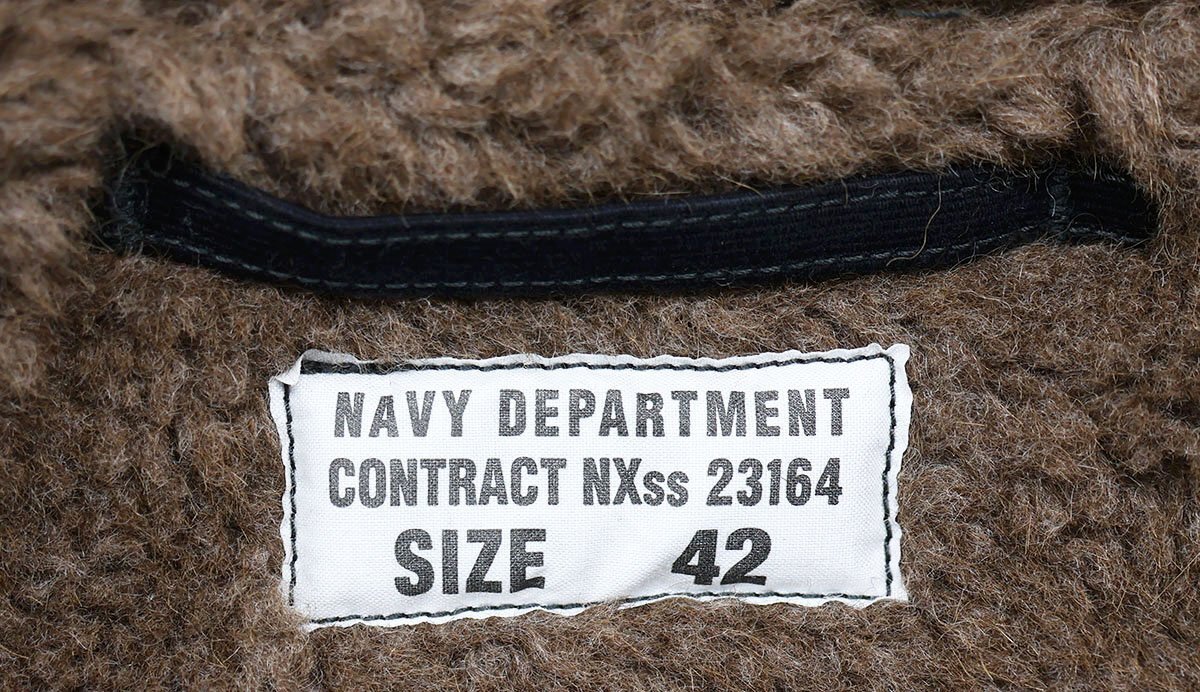 NAVY DEPARTMENT
CONTRACT NXss 23164
SIZE 42